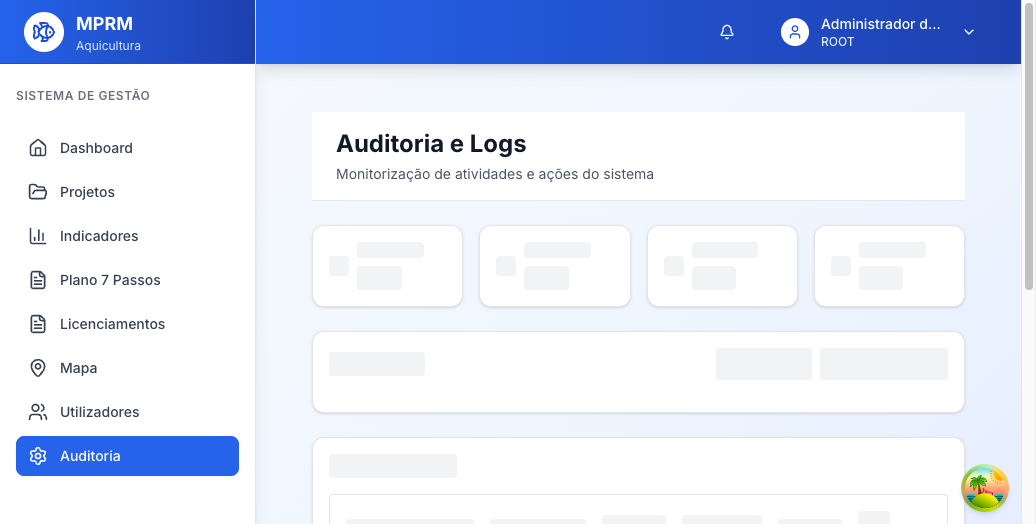 MPRM
Aquicultura
Administrador d...
ROOT
SISTEMA DE GESTÃO
Dashboard
Projetos
Indicadores
Plano 7 Passos
Licenciamentos
Mapa
Utilizadores
Auditoria
Auditoria e Logs
Monitorização de atividades e ações do sistema